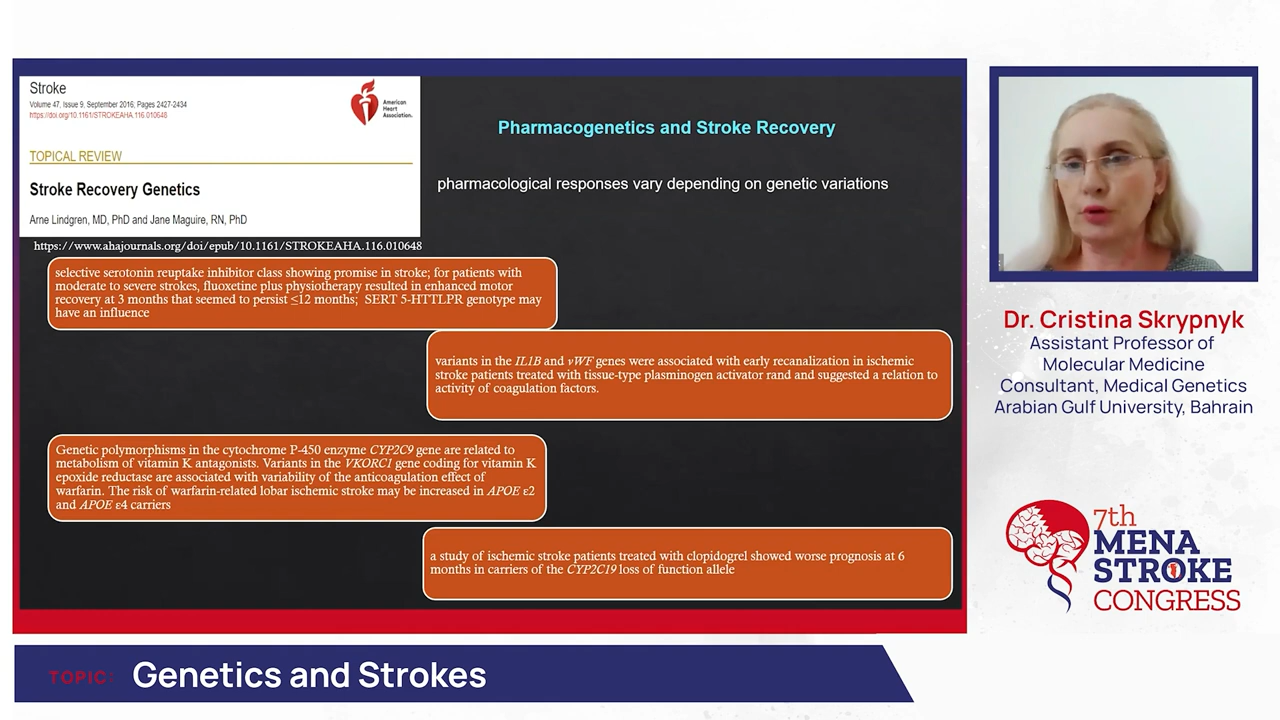 Stroke
Volume 47, Issue 9, September 2016, Pages 2427-2434
https://doi.org/10.1161/STROKEAHA.116.010648
American
Heart
Association.
TOPICAL REVIEW
Stroke Recovery Genetics
Arne Lindgren, MD, PhD and Jane Maguire, RN, PhD
https://www.ahajournals.org/doi/epub/10.1161/STROKEAHA.116.010648
Pharmacogenetics and Stroke Recovery
pharmacological responses vary depending on genetic variations
selective serotonin reuptake inhibitor class showing promise in stroke; for patients with
moderate to severe strokes, fluoxetine plus physiotherapy resulted in enhanced motor
recovery at 3 months that seemed to persist ≤12 months; SERT 5-HTTLPR genotype may
have an influence
variants in the IL1B and vWF genes were associated with early recanalization in ischemic
stroke patients treated with tissue-type plasminogen activator rand and suggested a relation to
activity of coagulation factors.
Genetic polymorphisms in the cytochrome P-450 enzyme CYP2C9 gene are related to
metabolism of vitamin K antagonists. Variants in the VKORC1 gene coding for vitamin K
epoxide reductase are associated with variability of the anticoagulation effect of
warfarin. The risk of warfarin-related lobar ischemic stroke may be increased in APOE ε2
and APOE ε4 carriers
a study of ischemic stroke patients treated with clopidogrel showed worse prognosis at 6
months in carriers of the CYP2C19 loss of function allele
Dr. Cristina Skrypnyk
Assistant Professor of
Molecular Medicine
Consultant, Medical Genetics
Arabian Gulf University, Bahrain
7th
MENA
STROKE
CONGRESS
TOPIC:
Genetics and Strokes